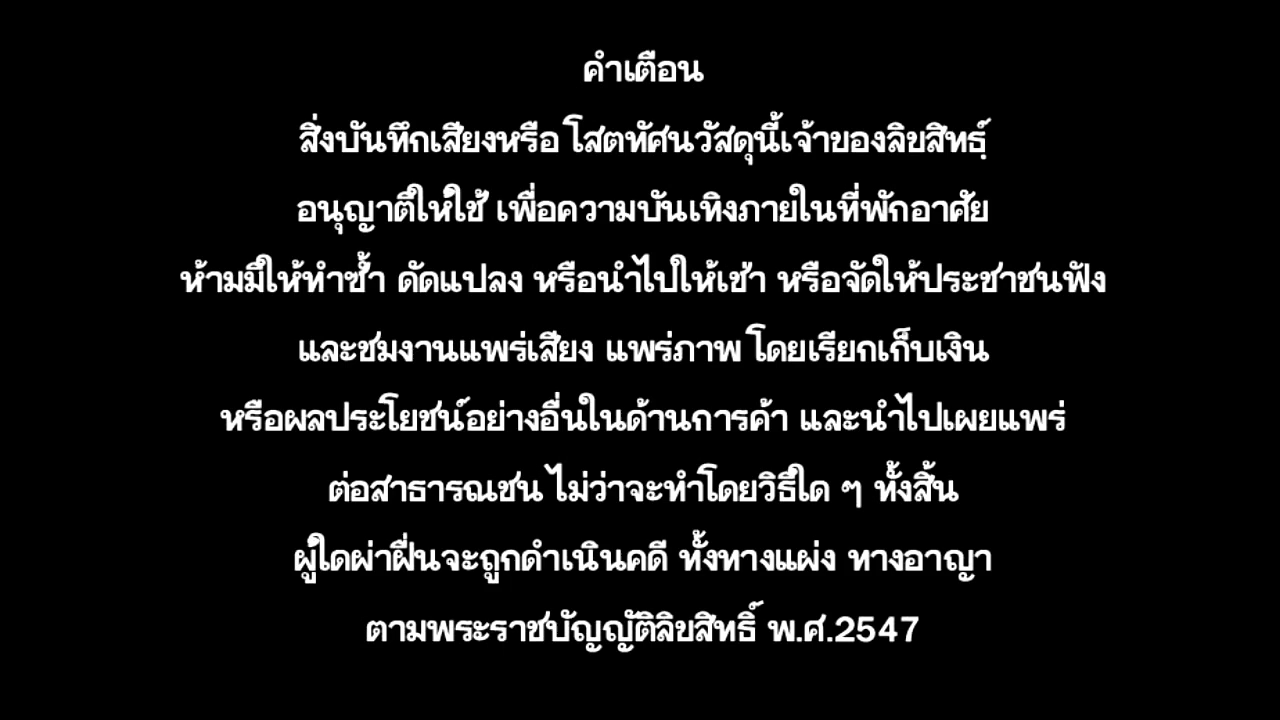 คำเตือน
สิ่งบันทึกเสียงหรือ โสตทัศนวัสดุนี้เจ้าของลิขสิทธิ์
อนุญาตให้ใช้ เพื่อความบันเทิงภายในที่พักอาศัย
ห้ามมิให้ทำซ้ำ ดัดแปลง หรือนำไปให้เช่า หรือจัดให้ประชาชนฟัง
และชมงานแพร่เสียง แพร่ภาพ โดยเรียกเก็บเงิน
หรือผลประโยชน์อย่างอื่นในด้านการค้า และนำไปเผยแพร่
ต่อสาธารณชน ไม่ว่าจะทำโดยวิธีใด ๆ ทั้งสิ้น
ผู้ใดฝ่าฝืนจะถูกดำเนินคดี ทั้งทางแพ่ง ทางอาญา
ตามพระราชบัญญัติลิขสิทธิ์ พ.ศ.2547